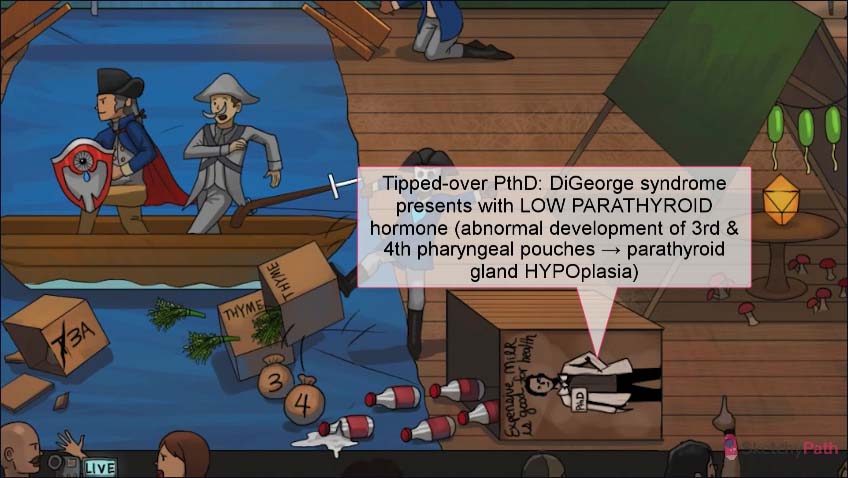 Tipped-over PthD: DiGeorge syndrome
presents with LOW PARATHYROID
hormone (abnormal development of 3rd &
4th pharyngeal pouches → parathyroid
gland HYPOplasia)
THYME
THYME
3A
3
4
Expensive Milk
is good for health
PthD
LIVE
SketchyPath